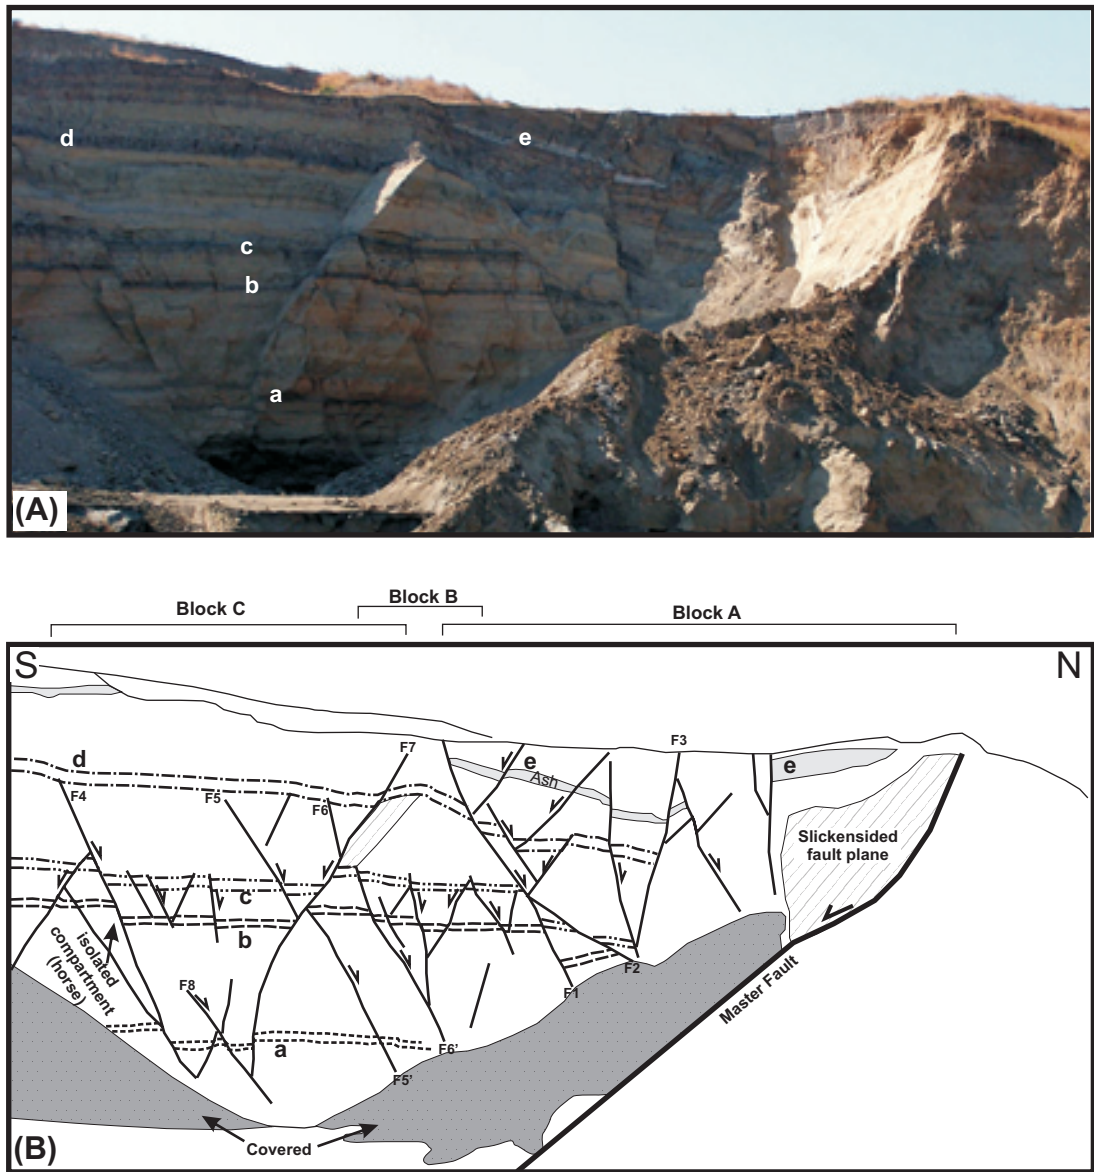 d
e
c
b
a
(A)
Block C
Block B
Block A
S
N
d
F4
F5
F6
F7
e
Ash
F3
e
Slickensided
fault plane
c
b
isolated
compartment
(horse)
F8
a
F2
F1
F6'
F5'
Master Fault
Covered
(B)